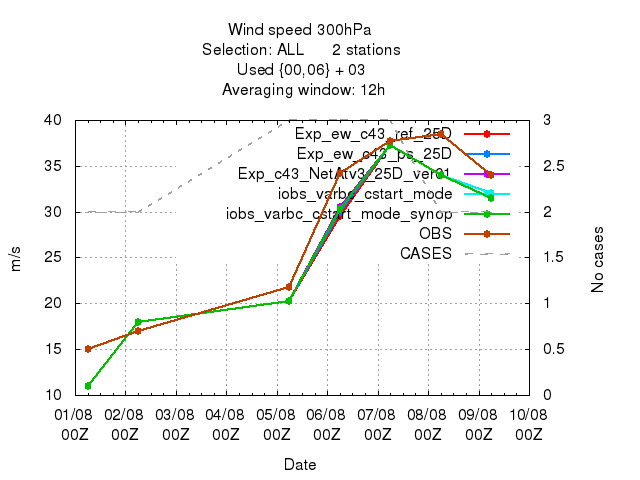 Wind speed 300hPa
Selection: ALL 2 stations
Used {00,06} + 03
Averaging window: 12h
40 3
Exp_ew_c43_ref_25D
Exp_ew_c43_ps_25D
35 2.5
iobs_varbc_cstart_mode
30 2
iobs_varbc_cstart_mode_synop
OBS
CASES
25 1.5
m/s
No cases
20 1
15 0.5
10 0
01/08 02/08 03/08 04/08 05/08 06/08 07/08 08/08 09/08 10/08
00Z 00Z 00Z 00Z 00Z 00Z 00Z 00Z 00Z 00Z
Date